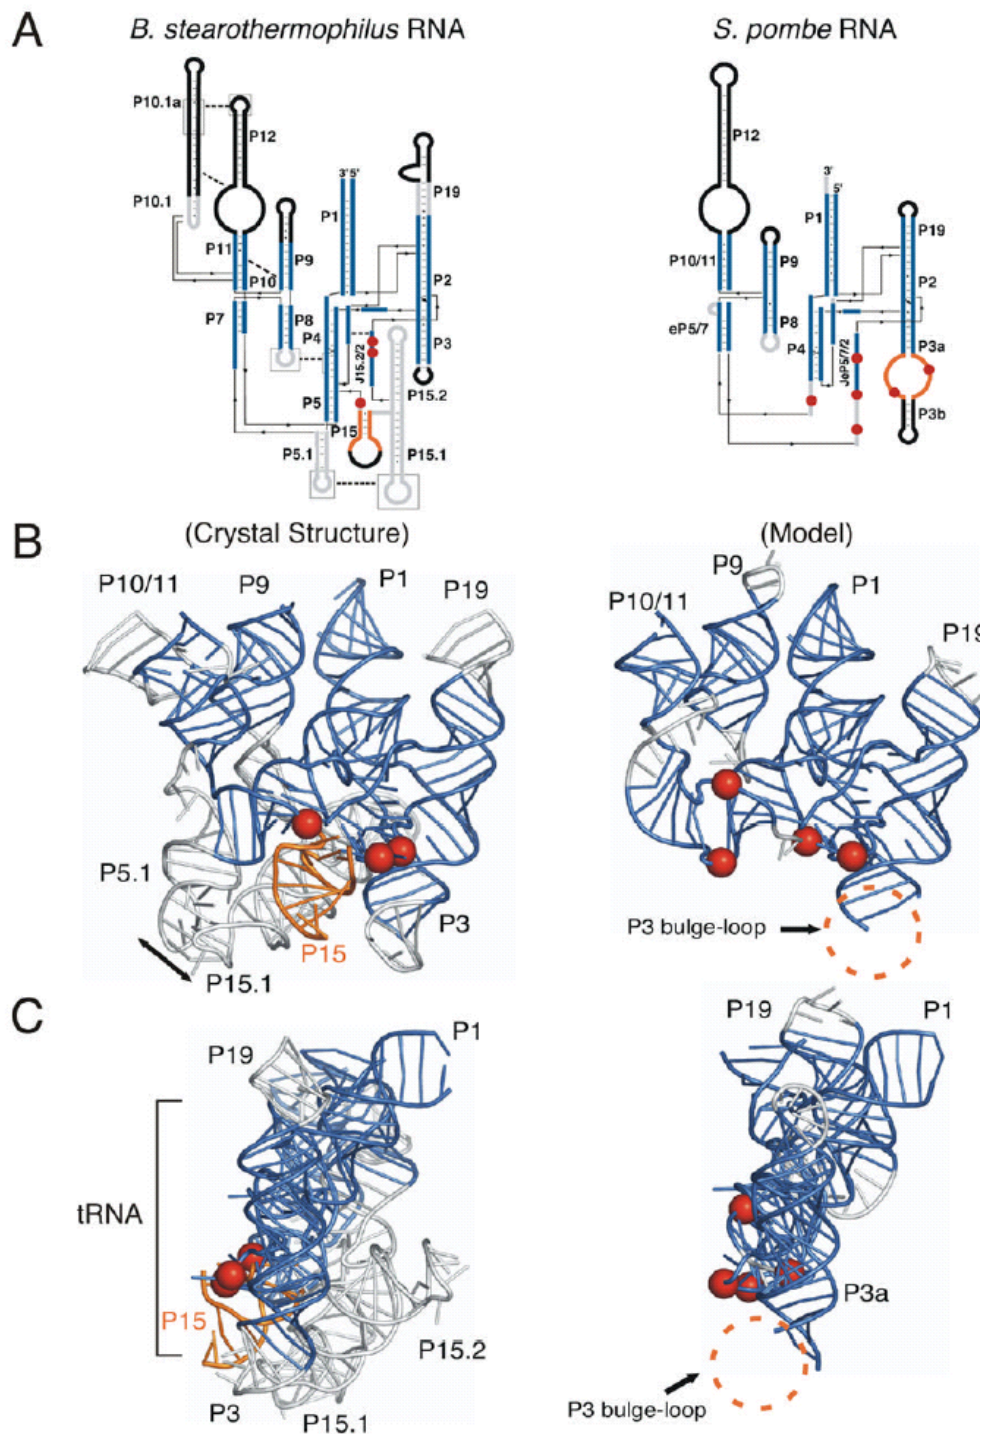 A
B. stearothermophilus RNA
S. pombe RNA
P10.1a
P12
P10.1
P11
P10
P9
P7
P8
P4
P1
3' 5'
P19
P2
P3
J15.2/2
P15.2
P5
P15
P5.1
P15.1
P12
P10/11
P9
eP5/7
P8
3'
5'
P1
P4
JeP5/7/2
P19
P2
P3a
P3b
B
(Crystal Structure)
(Model)
P10/11
P9
P1
P19
P5.1
P15
P3
P15.1
P9
P10/11
P1
P19
P3 bulge-loop
C
P19
P1
tRNA
P15
P15.2
P3
P15.1
P19
P1
P3a
P3 bulge-loop